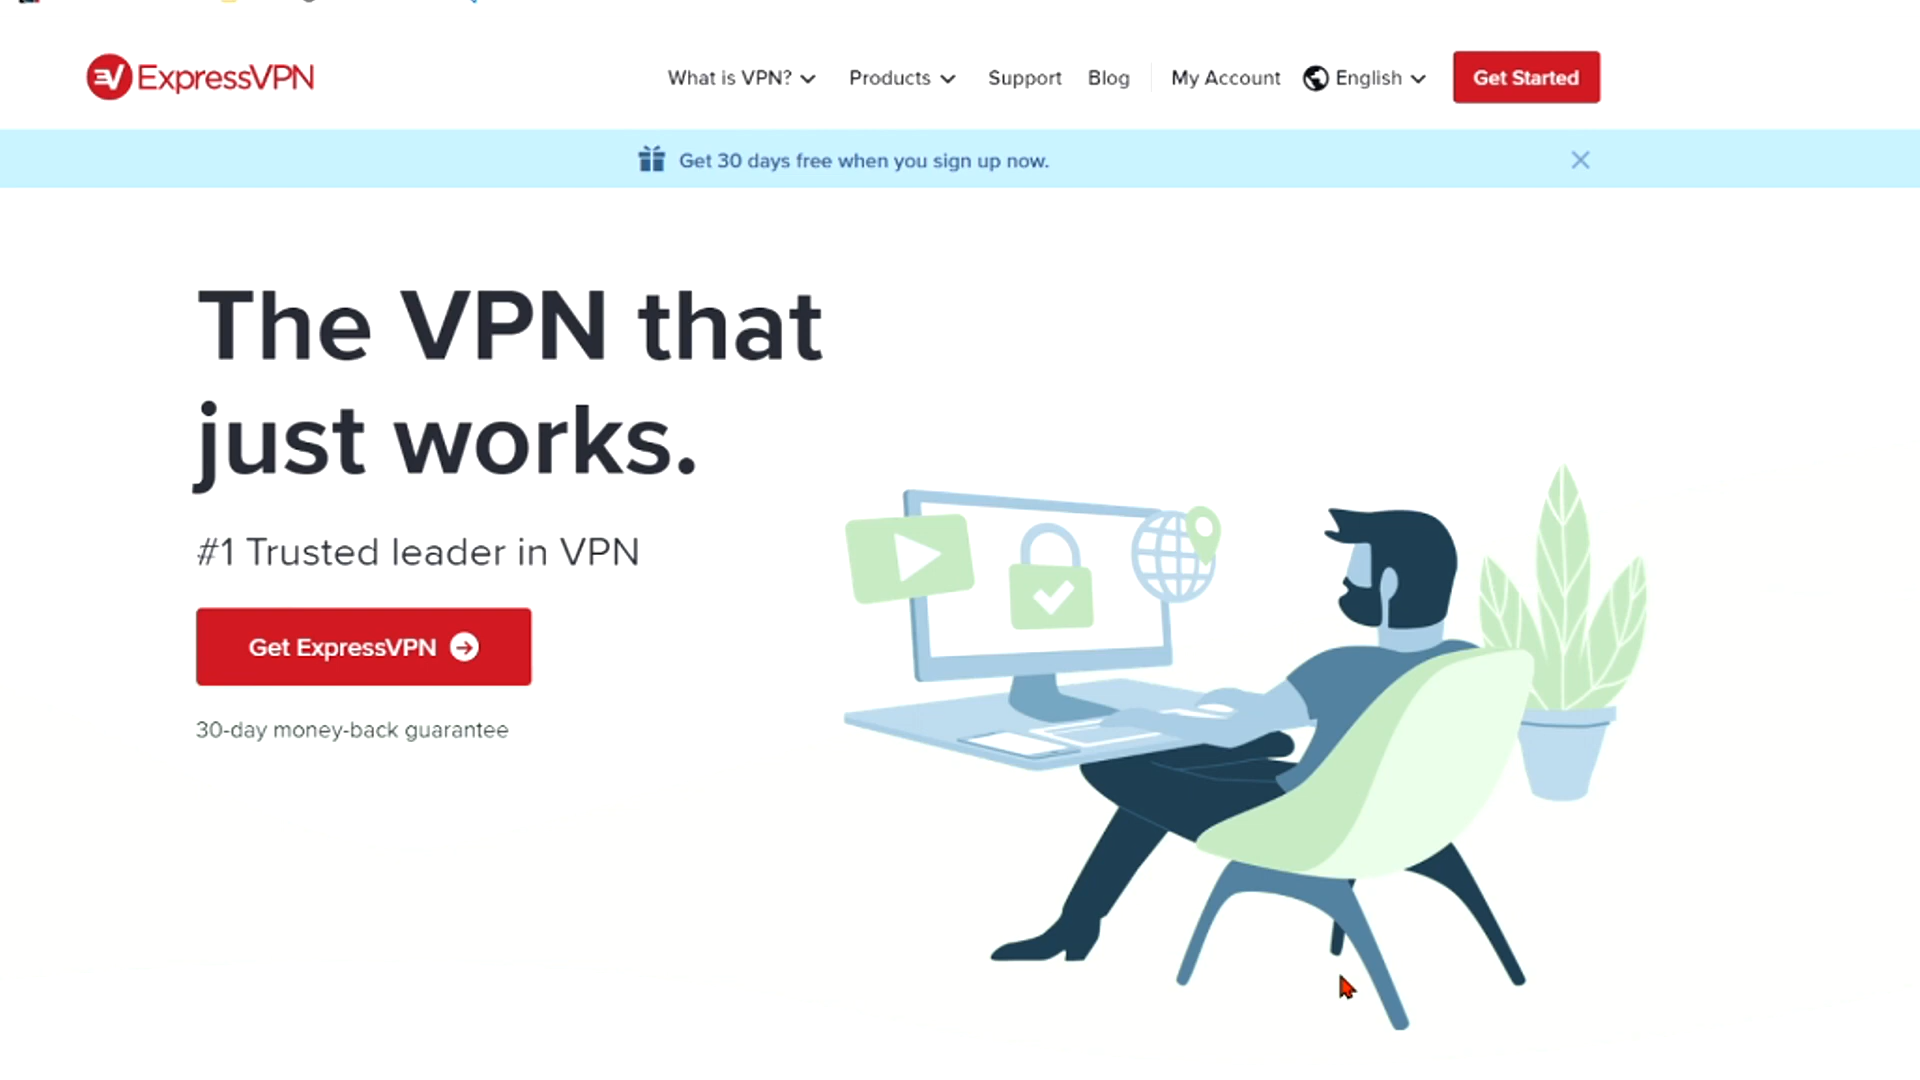 ExpressVPN
What is VPN? Products Support Blog My Account English Get Started
Get 30 days free when you sign up now.
The VPN that
just works.
#1 Trusted leader in VPN
Get ExpressVPN
30-day money-back guarantee